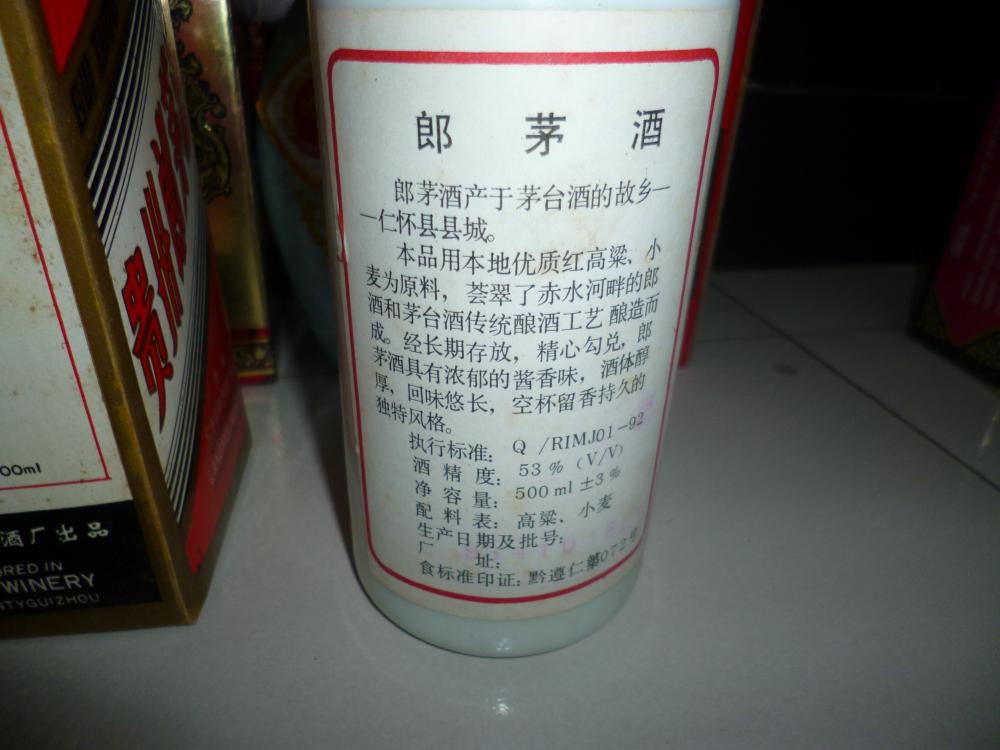 郎茅酒
郎茅酒产于茅台酒的故乡—
—仁怀县县城。
本品用本地优质红高粱，小
麦为原料，荟翠了赤水河畔的郎
酒和茅台酒传统酿酒工艺酿造而
成。经长期存放，精心勾兑，郎
茅酒具有浓郁的酱香味，酒体醇
厚，回味悠长，空杯留香持久的
独特风格。
执行标准：Q /RIMJ01-92
酒精度：53％（V/V）
净容量：500ml±3％
配料表：高粱、小麦
生产日期及批号：
厂址：
食标准印证：黔遵仁第072号
00ml
酒厂出品
ORED IN
WINERY
NTYGUIZHOU
贵州